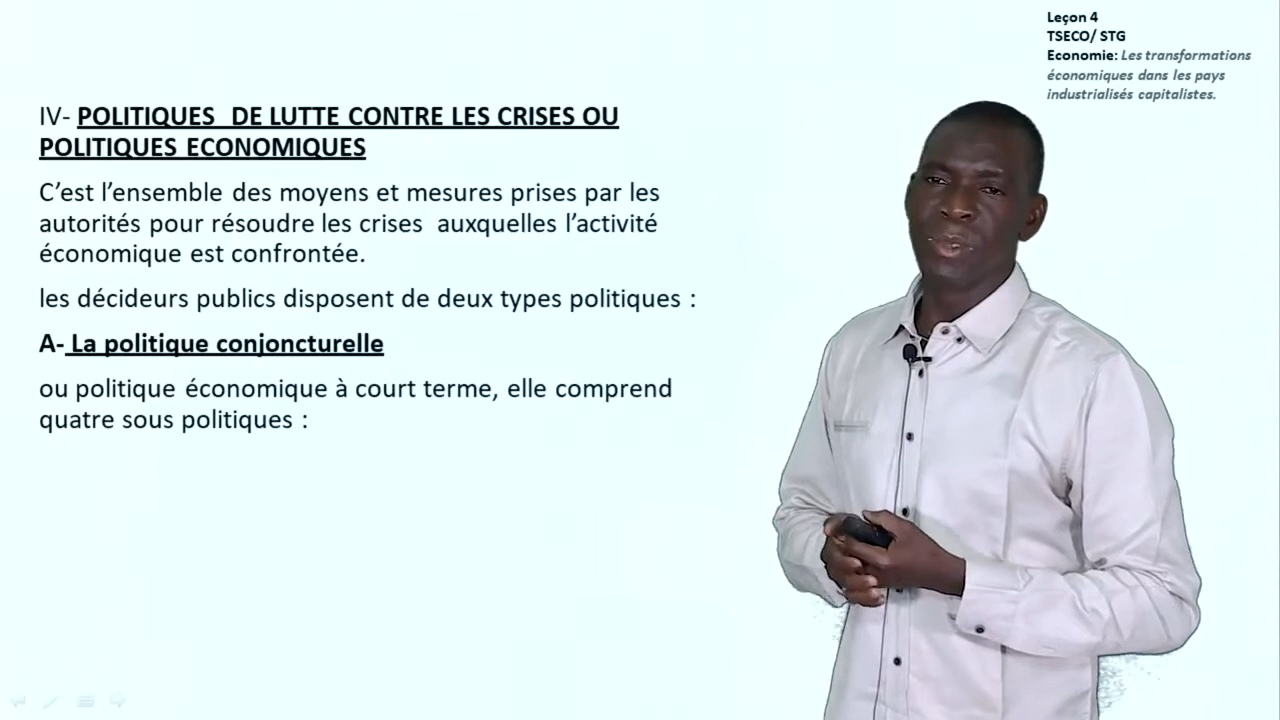 Leçon 4
TSECO/ STG
Economie: Les transformations
économiques dans les pays
industrialisés capitalistes.
IV- POLITIQUES DE LUTTE CONTRE LES CRISES OU
POLITIQUES ECONOMIQUES
C’est l’ensemble des moyens et mesures prises par les
autorités pour résoudre les crises auxquelles l’activité
économique est confrontée.
les décideurs publics disposent de deux types politiques :
A- La politique conjoncturelle
ou politique économique à court terme, elle comprend
quatre sous politiques :